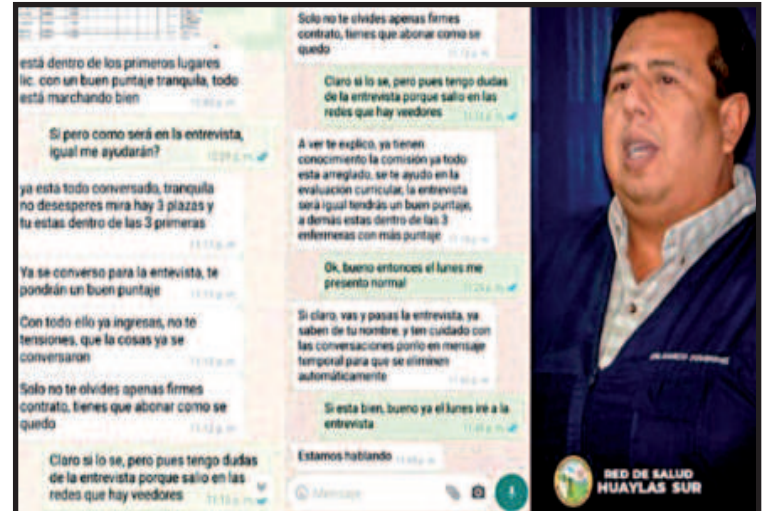 está dentro de los primeros lugares
lic. con un buen puntaje tranquila, todo
está marchando bien
Si pero como será en la entrevista,
igual me ayudarán?
ya está todo conversado, tranquila
no desesperes mira hay 3 plazas y
tu estas dentro de las 3 primeras
Ya se converso para la entevista, te
pondrán un buen puntaje
Con todo ello ya ingresas, no te
tensiones, que la cosas ya se
conversaron
Solo no te olvides apenas firmes
contrato, tienes que abonar como se
quedo
Claro si lo se, pero pues tengo dudas
de la entrevista porque salio en las
redes que hay veedores
Solo no te olvides apenas firmes
contrato, tienes que abonar como se
quedo
Claro si lo se, pero pues tengo dudas
de la entrevista porque salio en las
redes que hay veedores
A ver te explico, ya tienen
conocimiento la comisión ya todo
esta arreglado, se te ayudo en la
evaluación curricular, la entrevista
será igual tendrás un buen puntaje,
a demás estas dentro de las 3
enfermeras con más puntaje
Ok, bueno entonces el lunes me
presento normal
Si claro, vas y pasas la entrevista, ya
saben de tu nombre, y ten cuidado con
las conversaciones ponlo en mensaje
temporal para que se eliminen
automáticamente
Si esta bien, bueno ya el lunes iré a la
entrevista
Estamos hablando
Mensaje
RED DE SALUD
HUAYLAS SUR